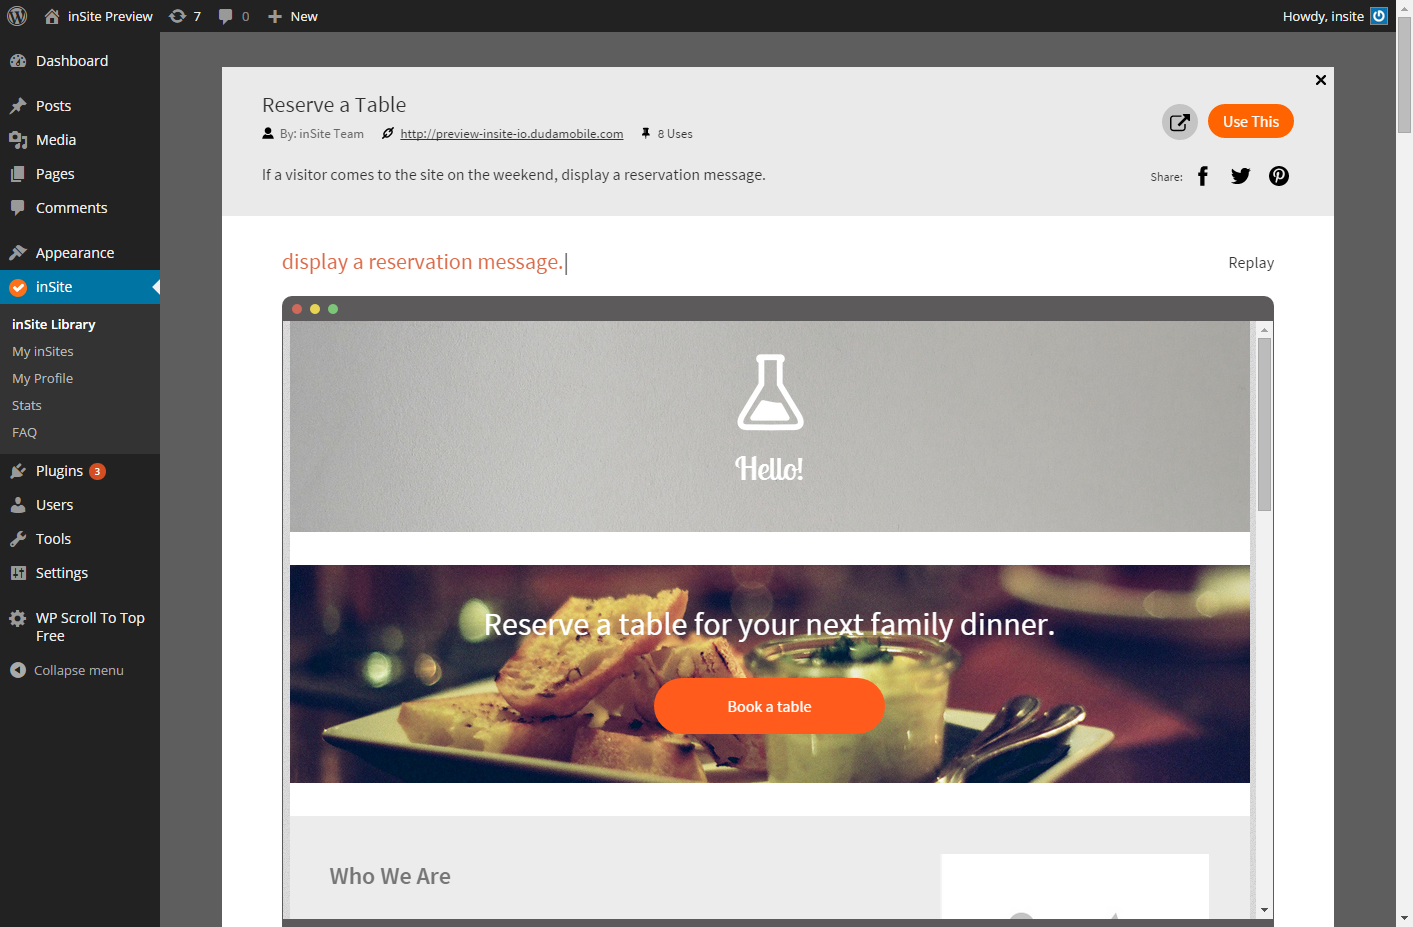 inSite Preview 7 0 New Howdy, insite
Dashboard
Posts
Media
Pages
Comments
Appearance
inSite
inSite Library
My inSites
My Profile
Stats
FAQ
Plugins 3
Users
Tools
Settings
WP Scroll To Top
Free
Collapse menu
Reserve a Table
By: inSite Team http://preview-insite-io.dudamobile.com 8 Uses
Use This
If a visitor comes to the site on the weekend, display a reservation message.
Share:
display a reservation message.
Replay
Hello!
Reserve a table for your next family dinner.
Book a table
Who We Are